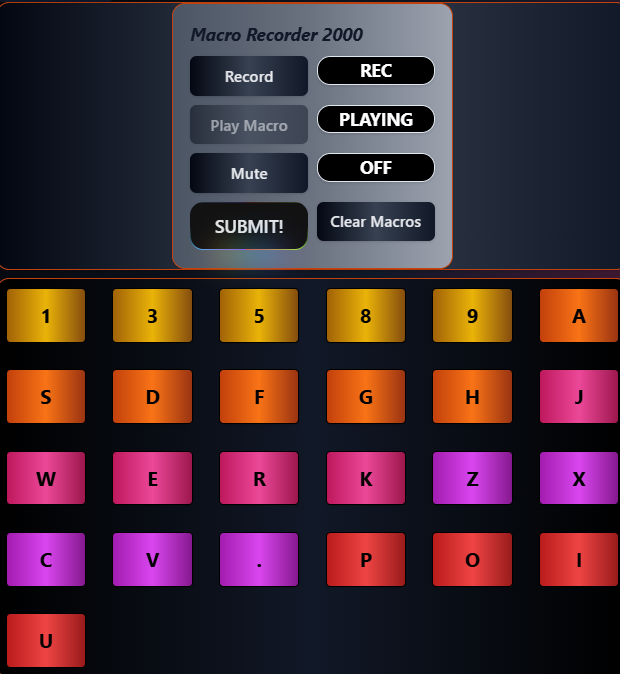 Macro Recorder 2000
Record REC
Play Macro PLAYING
Mute OFF
SUBMIT! Clear Macros
1 3 5 8 9 A
S D F G H J
W E R K Z X
C V . P O I
U